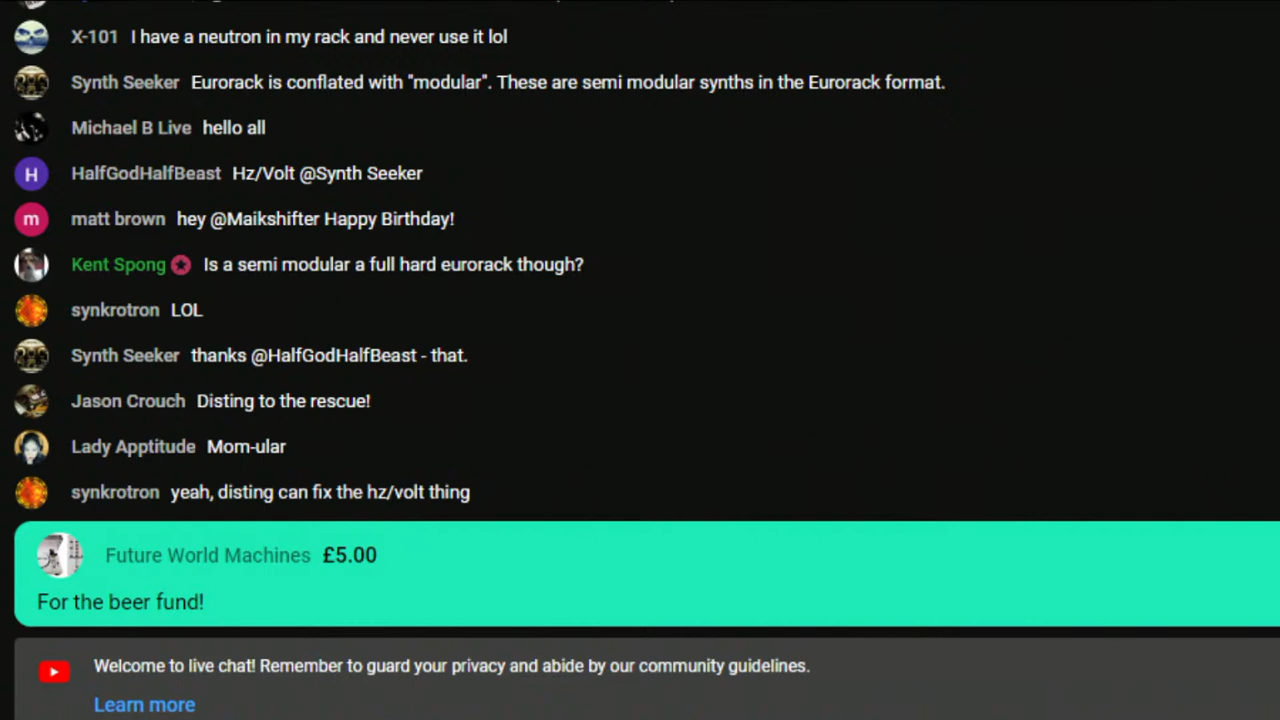 X-101 I have a neutron in my rack and never use it lol
Synth Seeker Eurorack is conflated with "modular". These are semi modular synths in the Eurorack format.
Michael B Live hello all
H HalfGodHalfBeast Hz/Volt @Synth Seeker
m matt brown hey @Maikshifter Happy Birthday!
Kent Spong Is a semi modular a full hard eurorack though?
synkrotron LOL
Synth Seeker thanks @HalfGodHalfBeast - that.
Jason Crouch Disting to the rescue!
Lady Apptitude Mom-ular
synkrotron yeah, disting can fix the hz/volt thing
Future World Machines £5.00
For the beer fund!
Welcome to live chat! Remember to guard your privacy and abide by our community guidelines.
Learn more